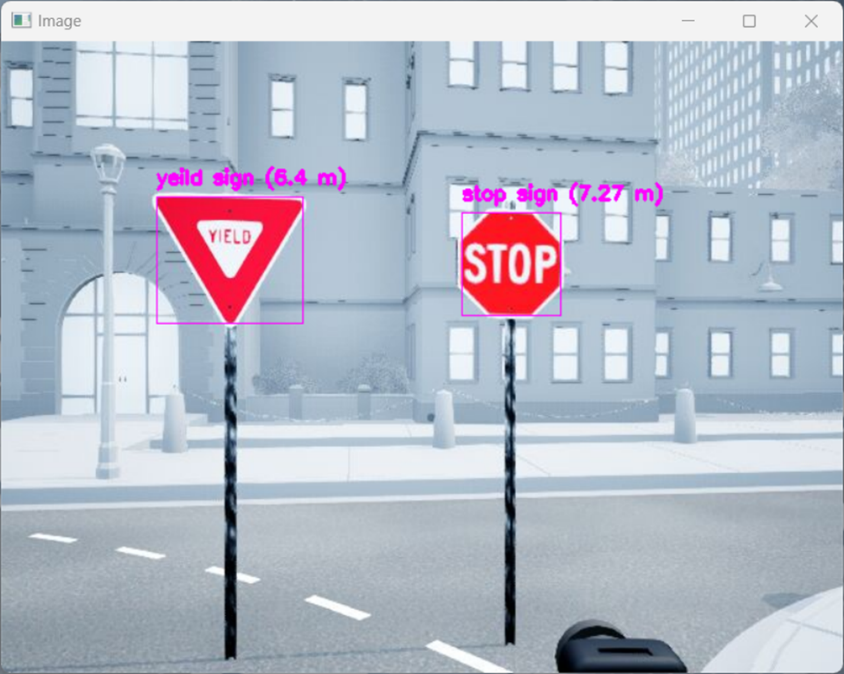 Image
yeild sign (6.4 m)
stop sign (7.27 m)
YIELD
STOP